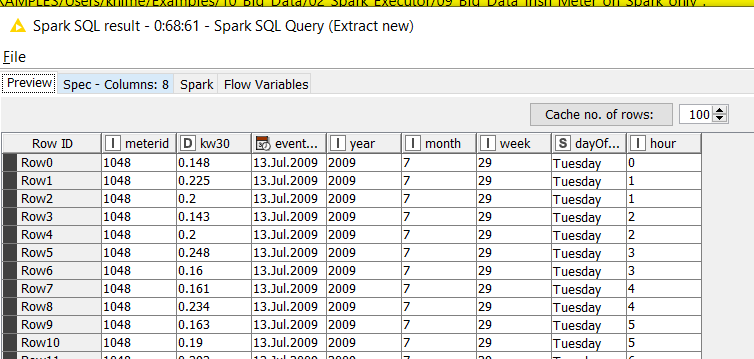 KAMPLES/Users/knime/Examples/10_Big_Data/02_Spark_Executor/09_Big_Data_Irish_Meter_on_Spark_only".
Spark SQL result - 0:68:61 - Spark SQL Query (Extract new)
File
Preview Spec - Columns: 8 Spark Flow Variables
Cache no. of rows: 100
Row ID I meterid D kw30 event... I year I month I week S dayOf... I hour
Row0 1048 0.148 13.Jul.2009 2009 7 29 Tuesday 0
Row1 1048 0.225 13.Jul.2009 2009 7 29 Tuesday 1
Row2 1048 0.2 13.Jul.2009 2009 7 29 Tuesday 1
Row3 1048 0.143 13.Jul.2009 2009 7 29 Tuesday 2
Row4 1048 0.2 13.Jul.2009 2009 7 29 Tuesday 2
Row5 1048 0.248 13.Jul.2009 2009 7 29 Tuesday 3
Row6 1048 0.16 13.Jul.2009 2009 7 29 Tuesday 3
Row7 1048 0.161 13.Jul.2009 2009 7 29 Tuesday 4
Row8 1048 0.234 13.Jul.2009 2009 7 29 Tuesday 4
Row9 1048 0.163 13.Jul.2009 2009 7 29 Tuesday 5
Row10 1048 0.19 13.Jul.2009 2009 7 29 Tuesday 5
Row11 1048 13.Jul.2009 2009 7 29 Tuesday